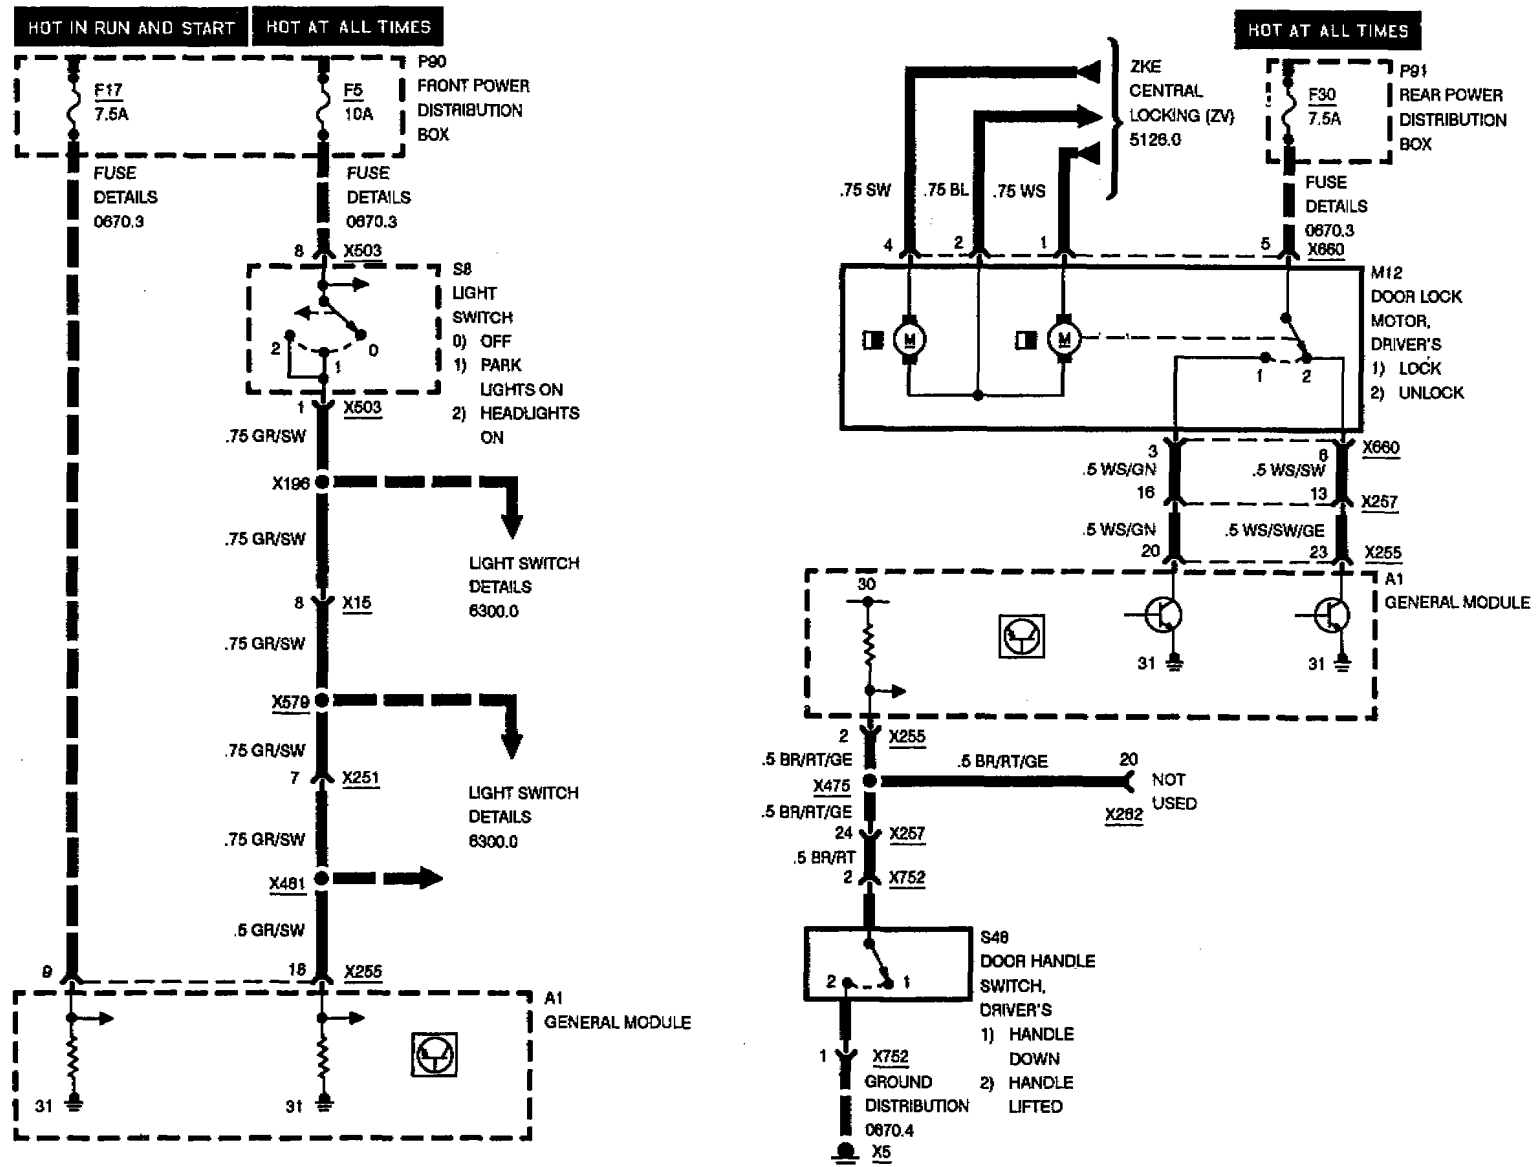 HOT IN RUN AND START
HOT AT ALL TIMES
F17
7.5A
F5
10A
P90
FRONT POWER
DISTRIBUTION
BOX
FUSE
DETAILS
0670.3
FUSE
DETAILS
0670.3
8
X503
S8
LIGHT
SWITCH
0) OFF
1) PARK
LIGHTS ON
2) HEADLIGHTS
ON
2
1
0
1
X503
.75 GR/SW
X196
.75 GR/SW
LIGHT SWITCH
DETAILS
6300.0
8
X15
.75 GR/SW
X579
.75 GR/SW
7
X251
LIGHT SWITCH
DETAILS
6300.0
.75 GR/SW
X481
.5 GR/SW
9
18
X255
A1
GENERAL MODULE
31
31
HOT AT ALL TIMES
ZKE
CENTRAL
LOCKING (ZV)
5126.0
F30
7.5A
P91
REAR POWER
DISTRIBUTION
BOX
.75 SW
.75 BL
.75 WS
FUSE
DETAILS
0670.3
4
2
1
5
X660
M12
DOOR LOCK
MOTOR,
DRIVER'S
1) LOCK
2) UNLOCK
M
M
1
2
3
6
X660
.5 WS/GN
.5 WS/SW
16
13
X257
.5 WS/GN
.5 WS/SW/GE
20
23
X255
30
A1
GENERAL MODULE
31
31
2
X255
.5 BR/RT/GE
.5 BR/RT/GE
20
NOT
USED
X475
X282
.5 BR/RT/GE
24
X257
.5 BR/RT
2
X752
S48
DOOR HANDLE
SWITCH,
DRIVER'S
1) HANDLE
DOWN
2) HANDLE
LIFTED
2
1
1
X752
GROUND
DISTRIBUTION
0670.4
X5